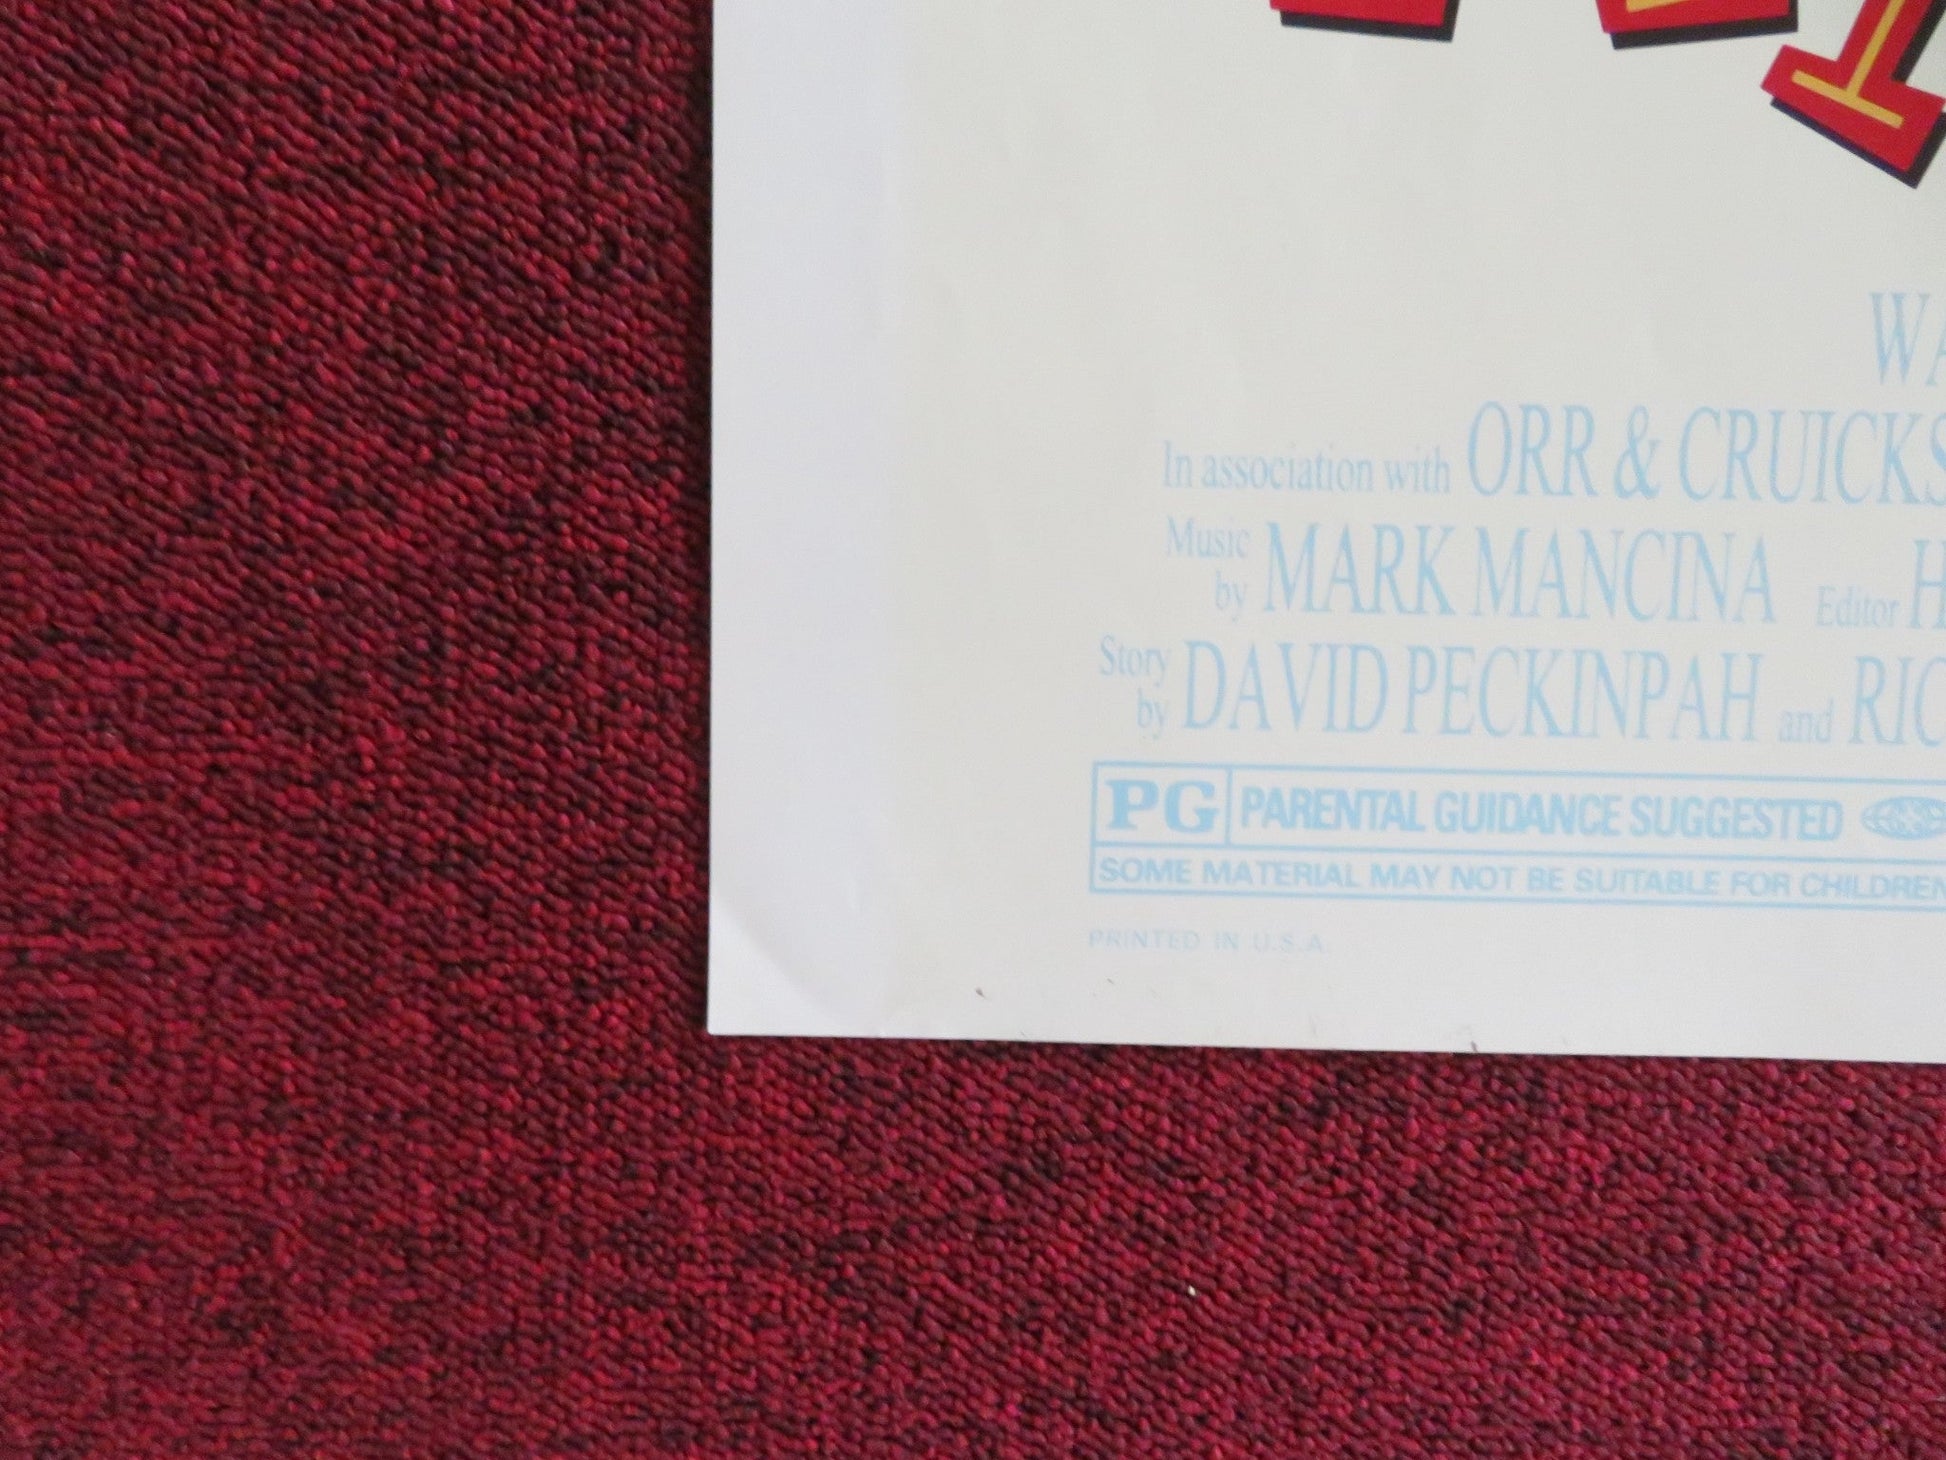 WA
In association with ORR & CRUICKS
Music by MARK MANCINA Editor H
Story by DAVID PECKINPAH and RIC
PG PARENTAL GUIDANCE SUGGESTED
SOME MATERIAL MAY NOT BE SUITABLE FOR CHILDREN
PRINTED IN U.S.A.